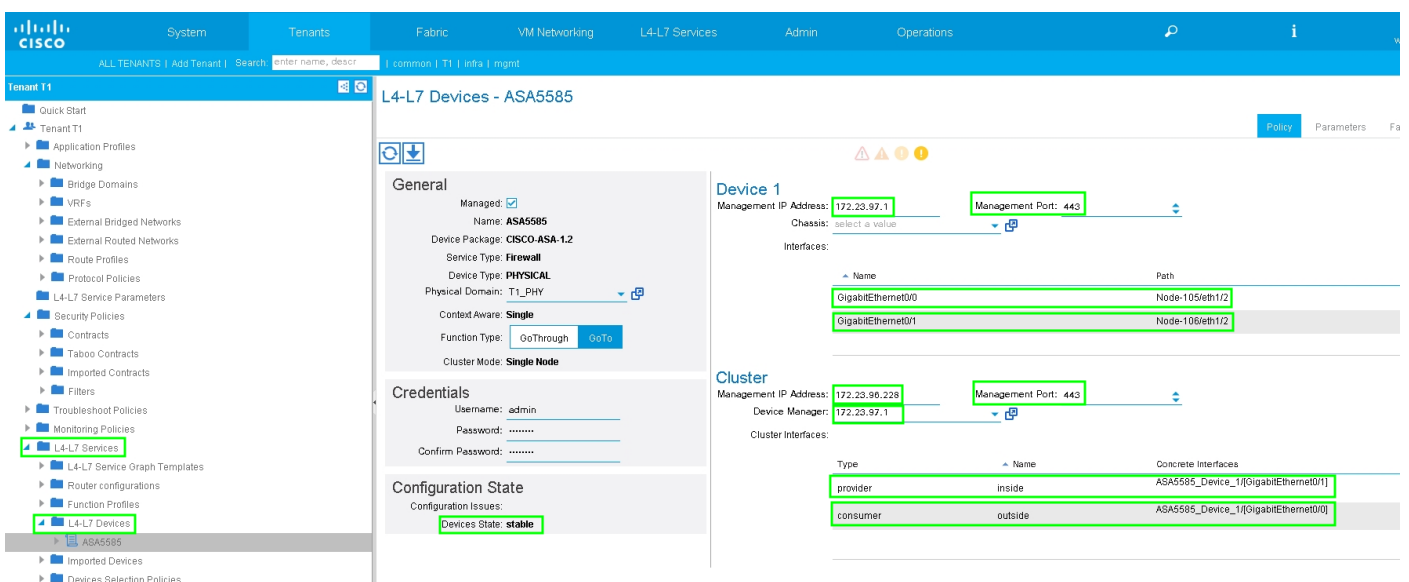 CISCO
System Tenants Fabric VM Networking L4-L7 Services Admin Operations i
ALL TENANTS | Add Tenant | Search: enter name, descr | common | T1 | infra | mgmt
Tenant T1
Quick Start
Tenant T1
Application Profiles
Networking
Bridge Domains
VRFs
External Bridged Networks
External Routed Networks
Route Profiles
Protocol Policies
L4-L7 Service Parameters
Security Policies
Contracts
Taboo Contracts
Imported Contracts
Filters
Troubleshoot Policies
Monitoring Policies
L4-L7 Services
L4-L7 Service Graph Templates
Router configurations
Function Profiles
L4-L7 Devices
ASA5585
Imported Devices
Devices Selection Policies
L4-L7 Devices - ASA5585
Policy Parameters Fa
General
Managed:
Name: ASA5585
Device Package: CISCO-ASA-1.2
Service Type: Firewall
Device Type: PHYSICAL
Physical Domain: T1_PHY
Context Aware: Single
Function Type: GoThrough GoTo
Cluster Mode: Single Node
Credentials
Username: admin
Password: ••••••••
Confirm Password: ••••••••
Configuration State
Configuration Issues:
Devices State: stable
Device 1
Management IP Address: 172.23.97.1 Management Port: 443
Chassis: select a value
Interfaces:
Name Path
GigabitEthernet0/0 Node-105/eth1/2
GigabitEthernet0/1 Node-106/eth1/2
Cluster
Management IP Address: 172.23.96.228 Management Port: 443
Device Manager: 172.23.97.1
Cluster Interfaces:
Type Name Concrete Interfaces
provider inside ASA5585_Device_1/[GigabitEthernet0/1]
consumer outside ASA5585_Device_1/[GigabitEthernet0/0]